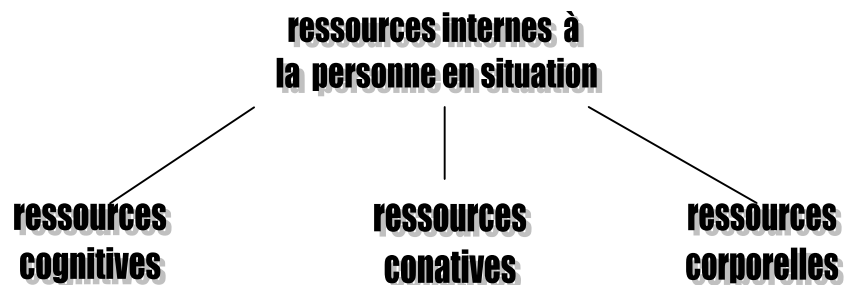 ressources internes à
la personne en situation
ressources
cognitives
ressources
conatives
ressources
corporelles